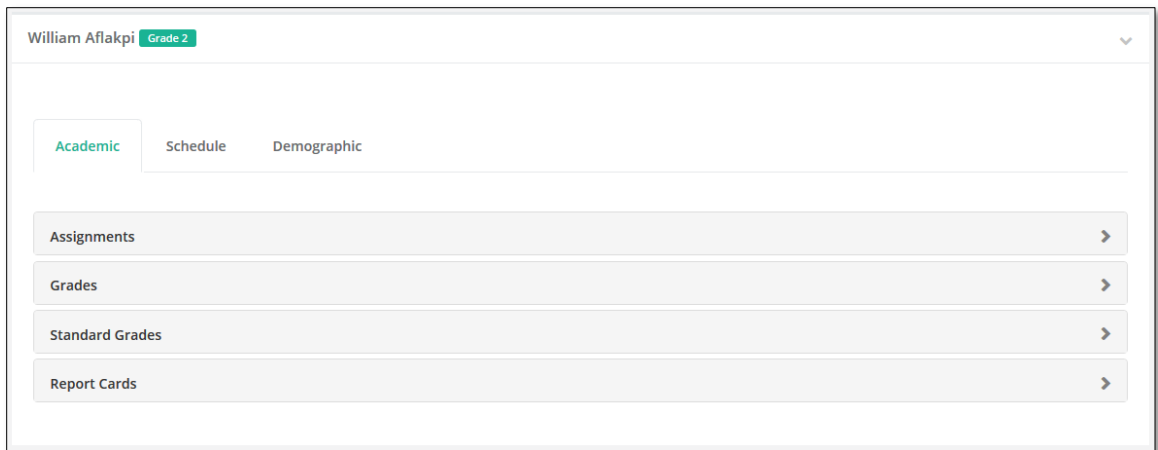 William Aflakpi Grade 2
Academic Schedule Demographic
Assignments
Grades
Standard Grades
Report Cards